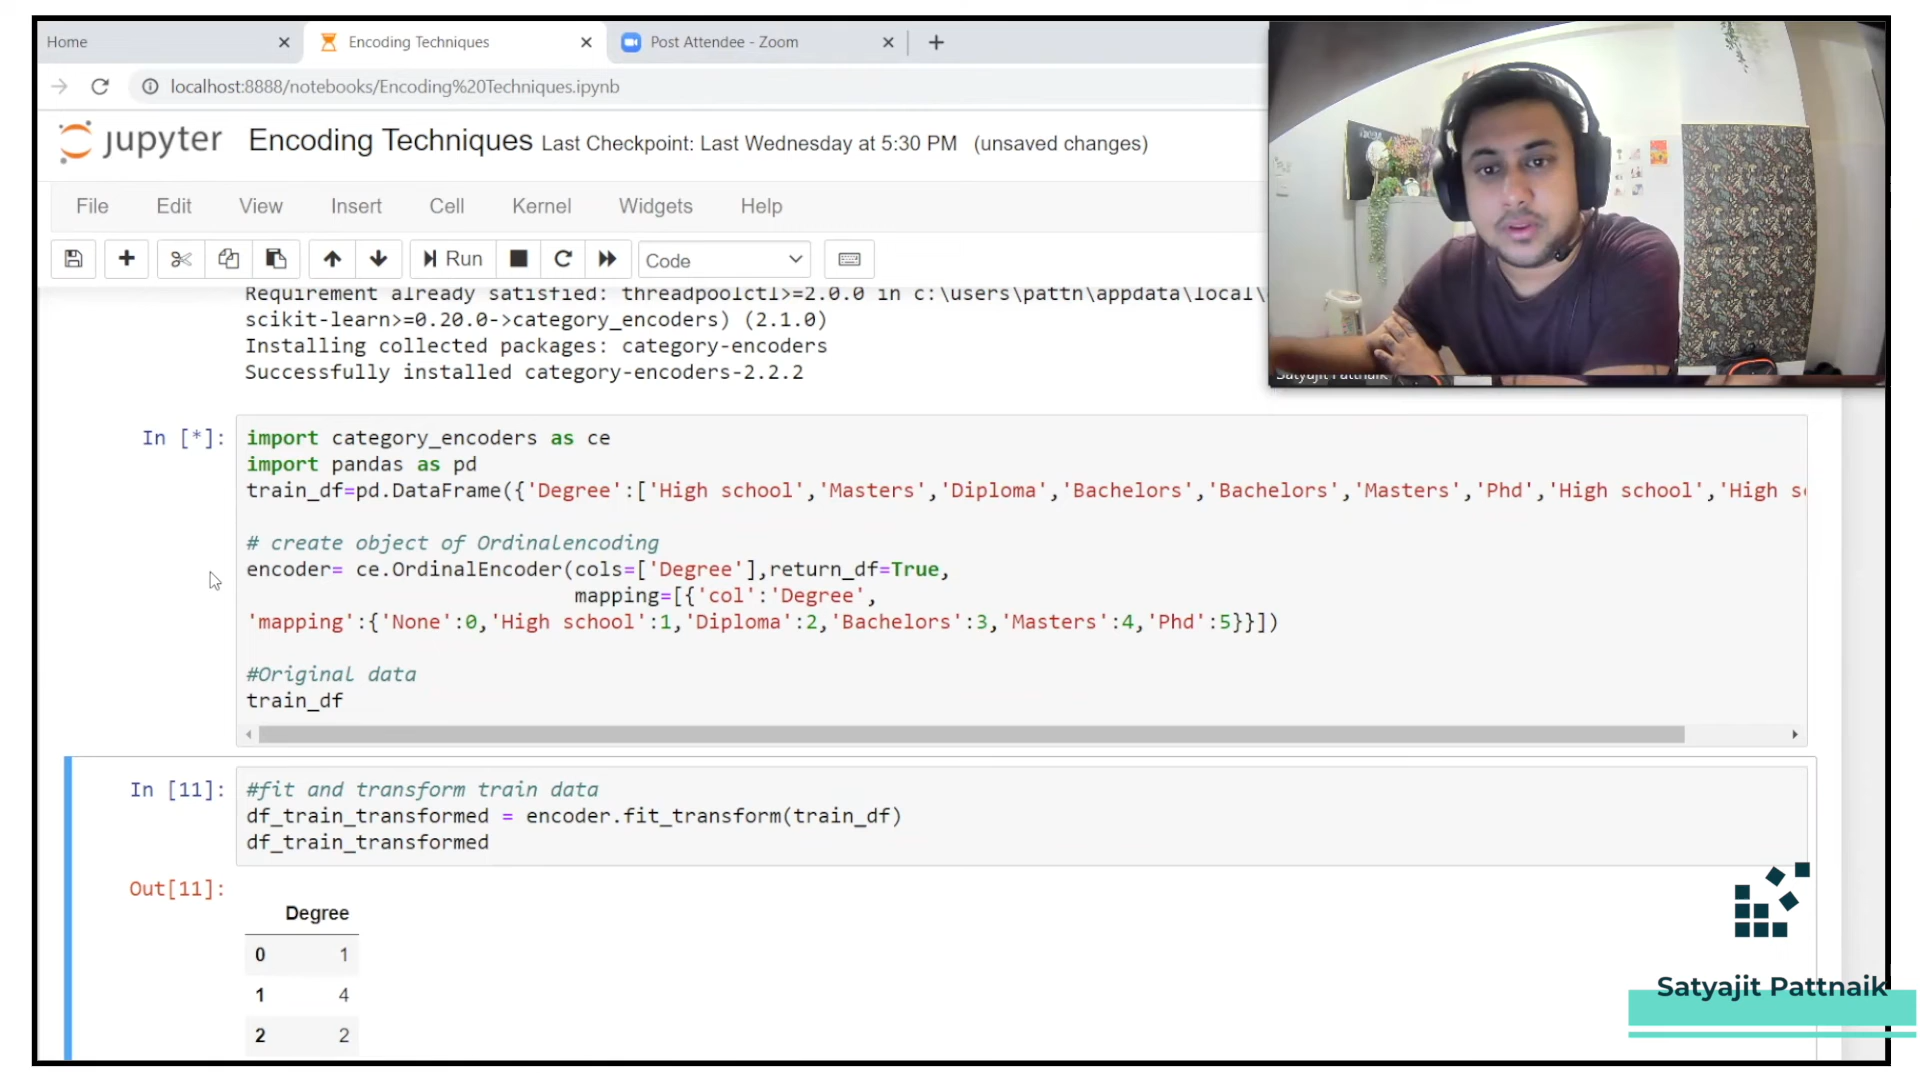 Home
Encoding Techniques
Post Attendee - Zoom
localhost:8888/notebooks/Encoding%20Techniques.ipynb
jupyter Encoding Techniques Last Checkpoint: Last Wednesday at 5:30 PM (unsaved changes)
File Edit View Insert Cell Kernel Widgets Help
Run Code
Requirement already satisfied: threadpoolctl>=2.0.0 in c:\users\pattn\appdata\local\
scikit-learn>=0.20.0->category_encoders) (2.1.0)
Installing collected packages: category-encoders
Successfully installed category-encoders-2.2.2
Satyajit Pattnaik
In [*]:
import category_encoders as ce
import pandas as pd
train_df=pd.DataFrame({'Degree':['High school','Masters','Diploma','Bachelors','Bachelors','Masters','Phd','High school','High s
# create object of Ordinalencoding
encoder= ce.OrdinalEncoder(cols=['Degree'],return_df=True,
mapping=[{'col':'Degree',
'mapping':{'None':0,'High school':1,'Diploma':2,'Bachelors':3,'Masters':4,'Phd':5}}])
#Original data
train_df
In [11]:
#fit and transform train data
df_train_transformed = encoder.fit_transform(train_df)
df_train_transformed
Out[11]:
Degree
0 1
1 4
2 2
Satyajit Pattnaik